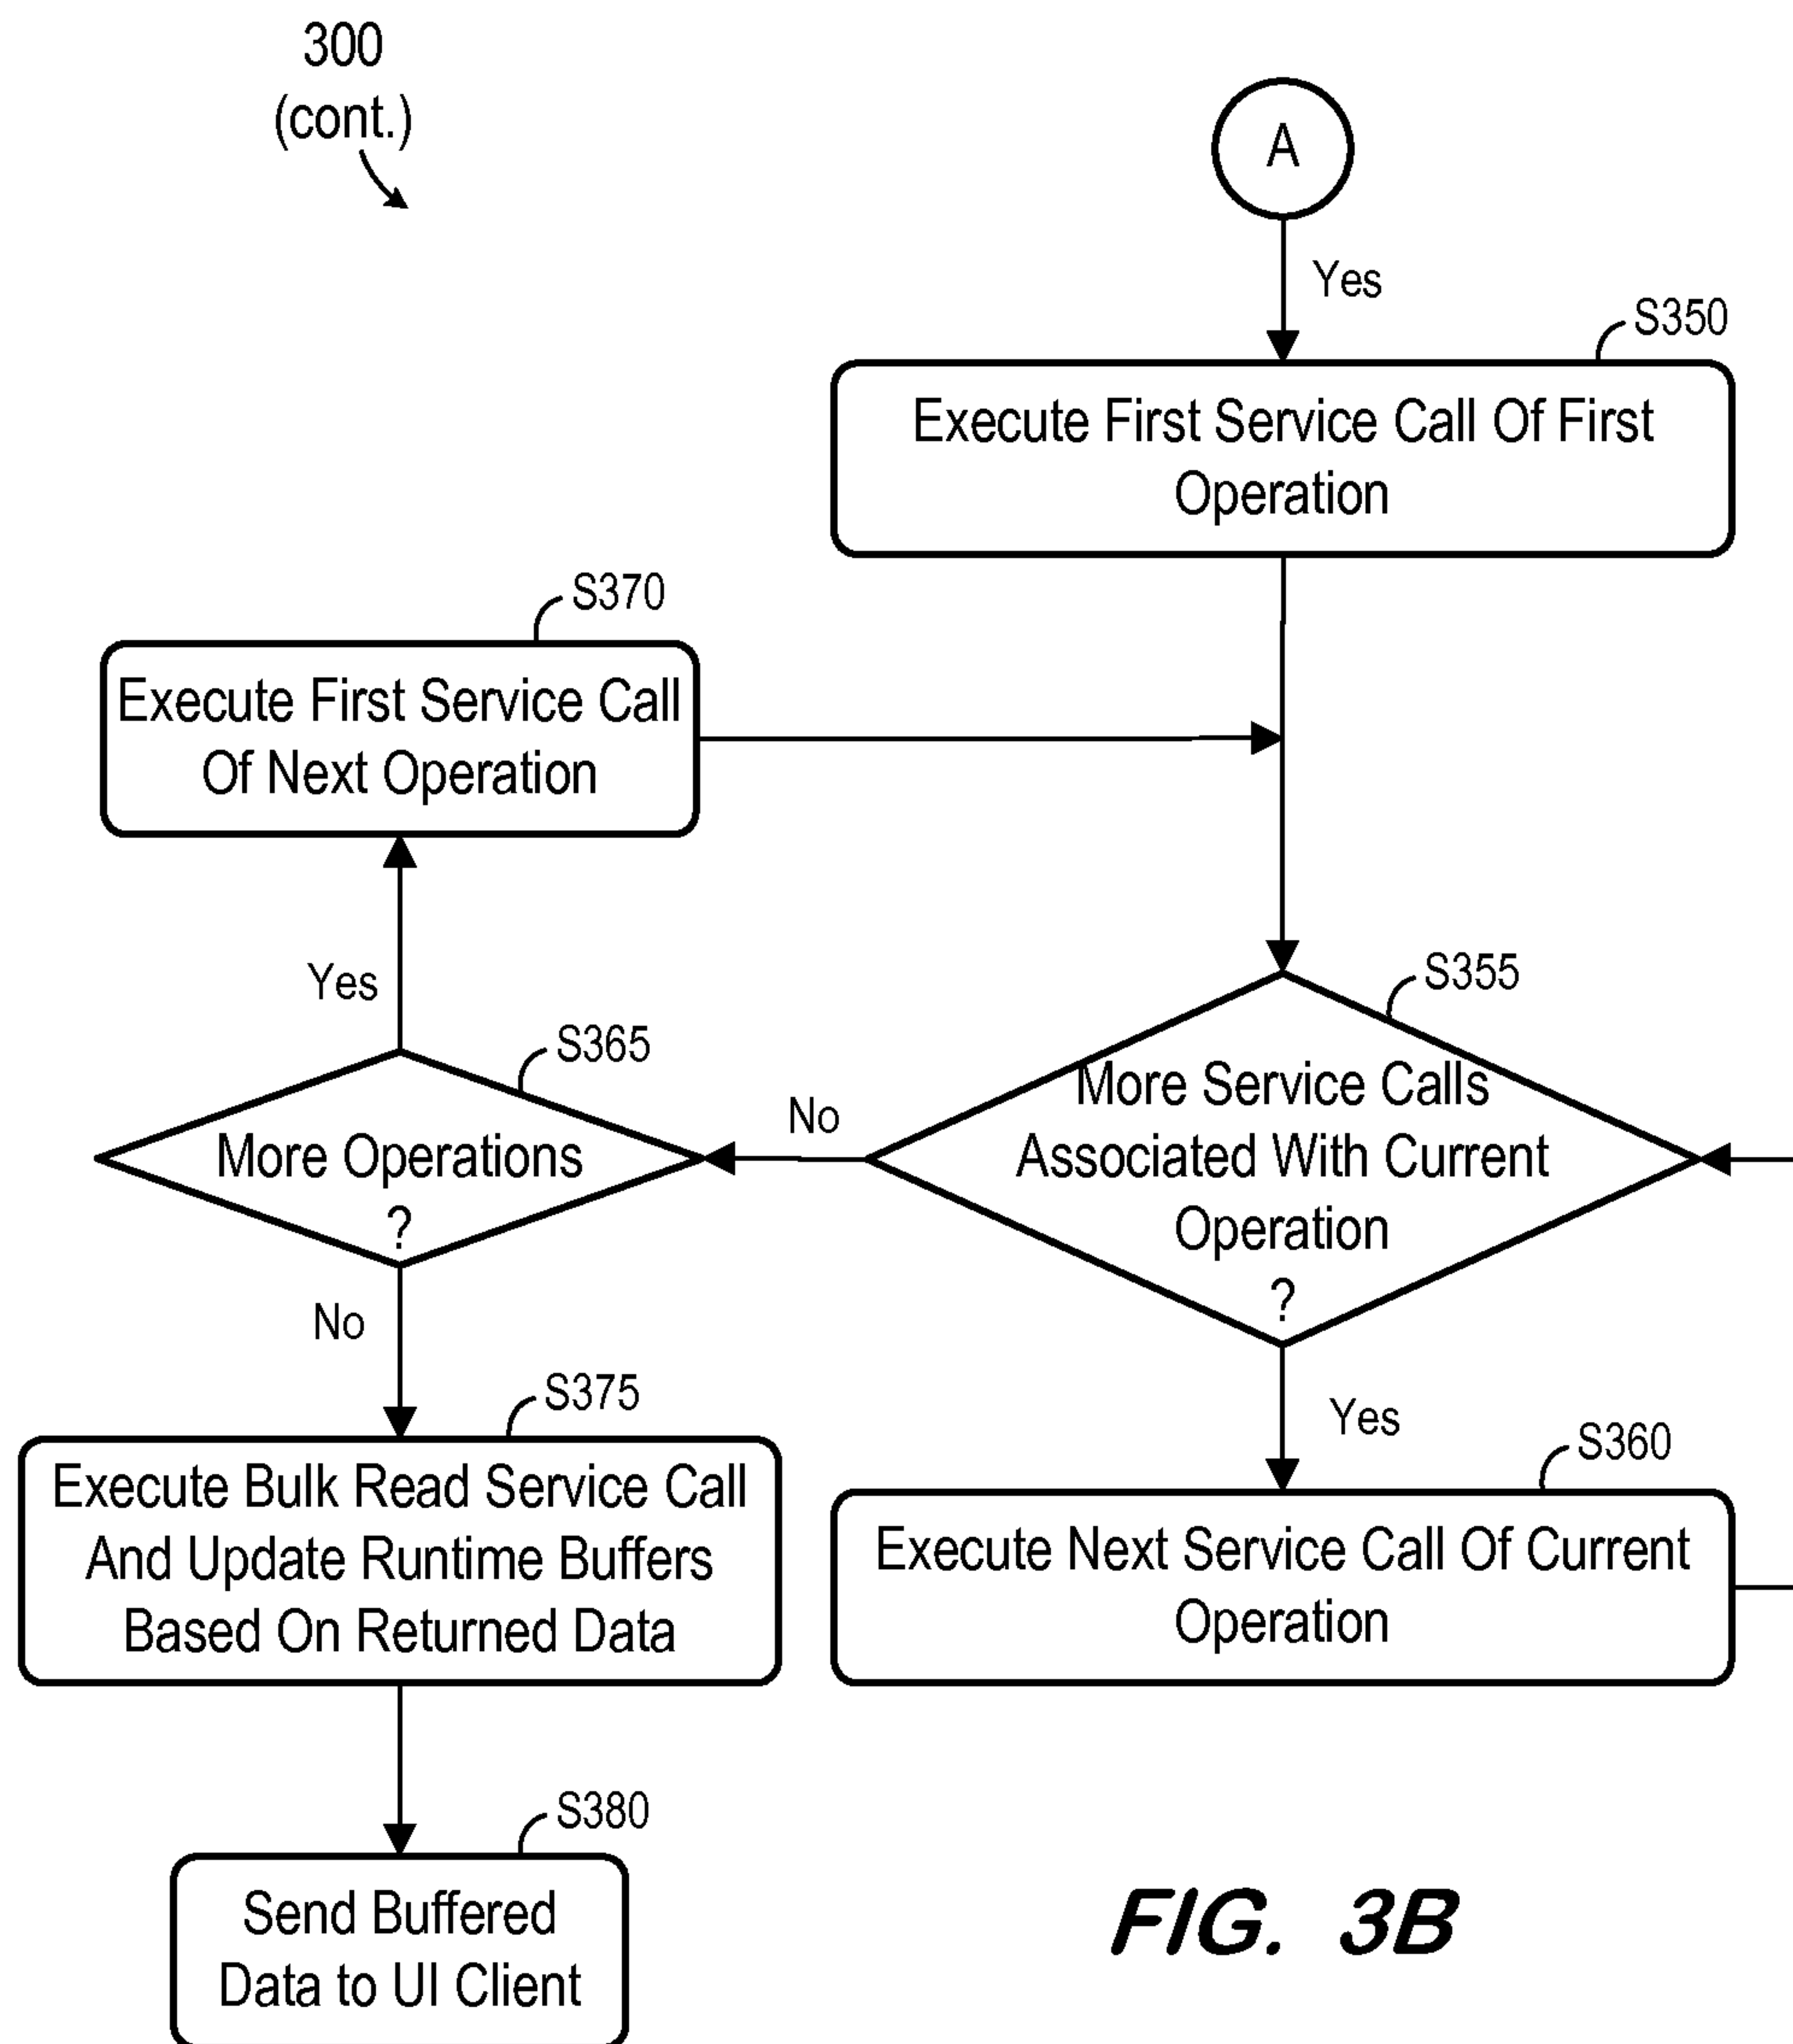 300
(cont.)
A
Yes
S350
Execute First Service Call Of First
Operation
S370
Execute First Service Call
Of Next Operation
S355
More Service Calls
Associated With Current
Operation
?
Yes
S365
More Operations
?
No
No
S375
Execute Bulk Read Service Call
And Update Runtime Buffers
Based On Returned Data
Yes
S360
Execute Next Service Call Of Current
Operation
S380
Send Buffered
Data to UI Client
FIG. 3B